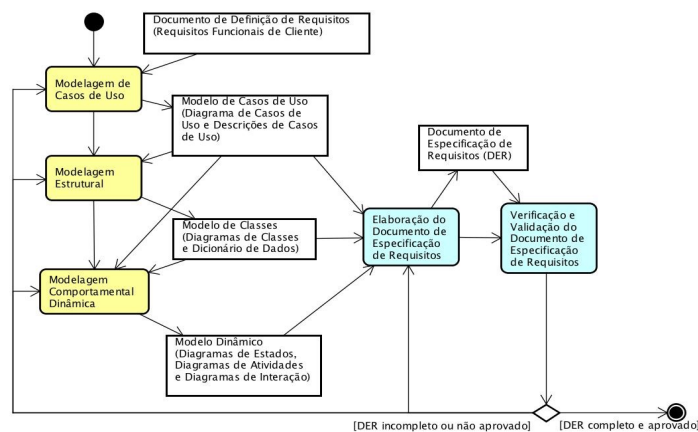 Documento de Definição de Requisitos
(Requisitos Funcionais de Cliente)
Modelagem de
Casos de Uso
Modelo de Casos de Uso
(Diagrama de Casos de
Uso e Descrições de Casos
de Uso)
Documento de
Especificação de
Requisitos (DER)
Modelagem
Estrutural
Modelo de Classes
(Diagramas de Classes
e Dicionário de Dados)
Elaboração do
Documento de
Especificação
de Requisitos
Verificação e
Validação do
Documento de
Especificação
de Requisitos
Modelagem
Comportamental
Dinâmica
Modelo Dinâmico
(Diagramas de Estados,
Diagramas de Atividades
e Diagramas de Interação)
[DER incompleto ou não aprovado]
[DER completo e aprovado]